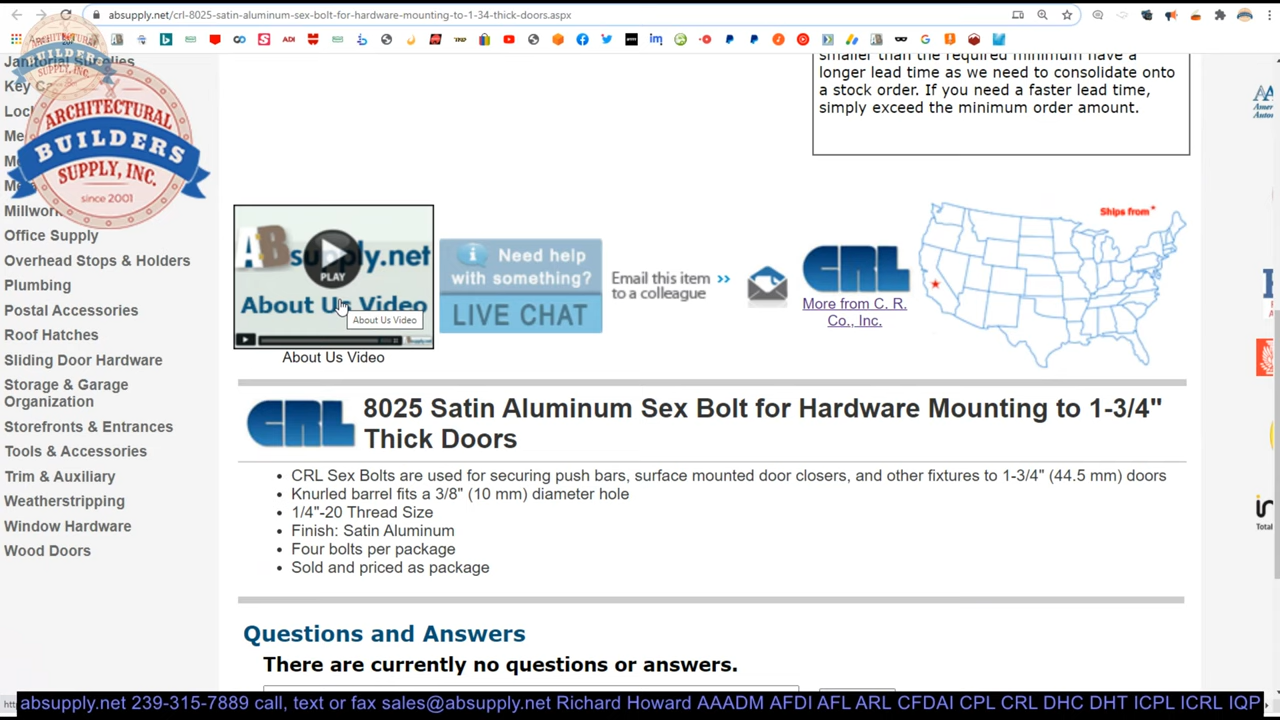 absupply.net/crl-8025-satin-aluminum-sex-bolt-for-hardware-mounting-to-1-34-thick-doors.aspx
Janitorial Supplies
Key Ca
Loc
Me
M
Me
Millwor
Office Supply
Overhead Stops & Holders
Plumbing
Postal Accessories
Roof Hatches
Sliding Door Hardware
Storage & Garage
Organization
Storefronts & Entrances
Tools & Accessories
Trim & Auxiliary
Weatherstripping
Window Hardware
Wood Doors
ARCHITECTURAL
BUILDERS
SUPPLY, INC.
since 2001
smaller than the required minimum have a
longer lead time as we need to consolidate onto
a stock order. If you need a faster lead time,
simply exceed the minimum order amount.
ABsupply.net
PLAY
About Us Video
About Us Video
About Us Video
Need help
with something?
LIVE CHAT
Email this item >>
to a colleague
CRL
More from C. R.
Co., Inc.
Ships from *
CRL
8025 Satin Aluminum Sex Bolt for Hardware Mounting to 1-3/4"
Thick Doors
• CRL Sex Bolts are used for securing push bars, surface mounted door closers, and other fixtures to 1-3/4" (44.5 mm) doors
• Knurled barrel fits a 3/8" (10 mm) diameter hole
• 1/4"-20 Thread Size
• Finish: Satin Aluminum
• Four bolts per package
• Sold and priced as package
Questions and Answers
There are currently no questions or answers.
absupply.net 239-315-7889 call, text or fax sales@absupply.net Richard Howard AAADM AFDI AFL ARL CFDAI CPL CRL DHC DHT ICPL ICRL IQP